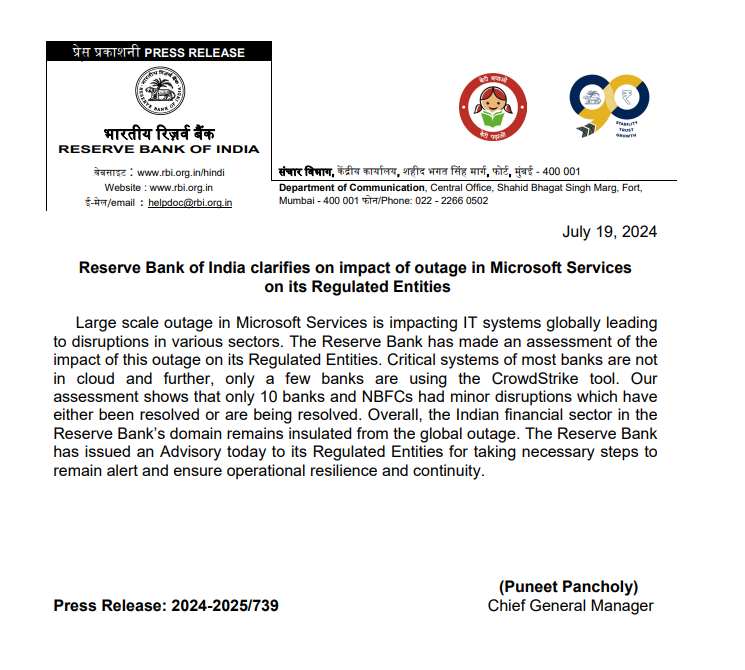 प्रेस प्रकाशनी PRESS RELEASE
भारतीय रिज़र्व बैंक
RESERVE BANK OF INDIA
वेबसाइट : www.rbi.org.in/hindi
Website : www.rbi.org.in
ई-मेल/email : helpdoc@rbi.org.in
बेटी बचाओ
बेटी पढ़ाओ
STABILITY
TRUST
GROWTH
संचार विभाग, केंद्रीय कार्यालय, शहीद भगत सिंह मार्ग, फोर्ट, मुंबई - 400 001
Department of Communication, Central Office, Shahid Bhagat Singh Marg, Fort,
Mumbai - 400 001 फोन/Phone: 022 - 2266 0502
July 19, 2024
Reserve Bank of India clarifies on impact of outage in Microsoft Services
on its Regulated Entities
Large scale outage in Microsoft Services is impacting IT systems globally leading
to disruptions in various sectors. The Reserve Bank has made an assessment of the
impact of this outage on its Regulated Entities. Critical systems of most banks are not
in cloud and further, only a few banks are using the CrowdStrike tool. Our
assessment shows that only 10 banks and NBFCs had minor disruptions which have
either been resolved or are being resolved. Overall, the Indian financial sector in the
Reserve Bank's domain remains insulated from the global outage. The Reserve Bank
has issued an Advisory today to its Regulated Entities for taking necessary steps to
remain alert and ensure operational resilience and continuity.
(Puneet Pancholy)
Press Release: 2024-2025/739
Chief General Manager